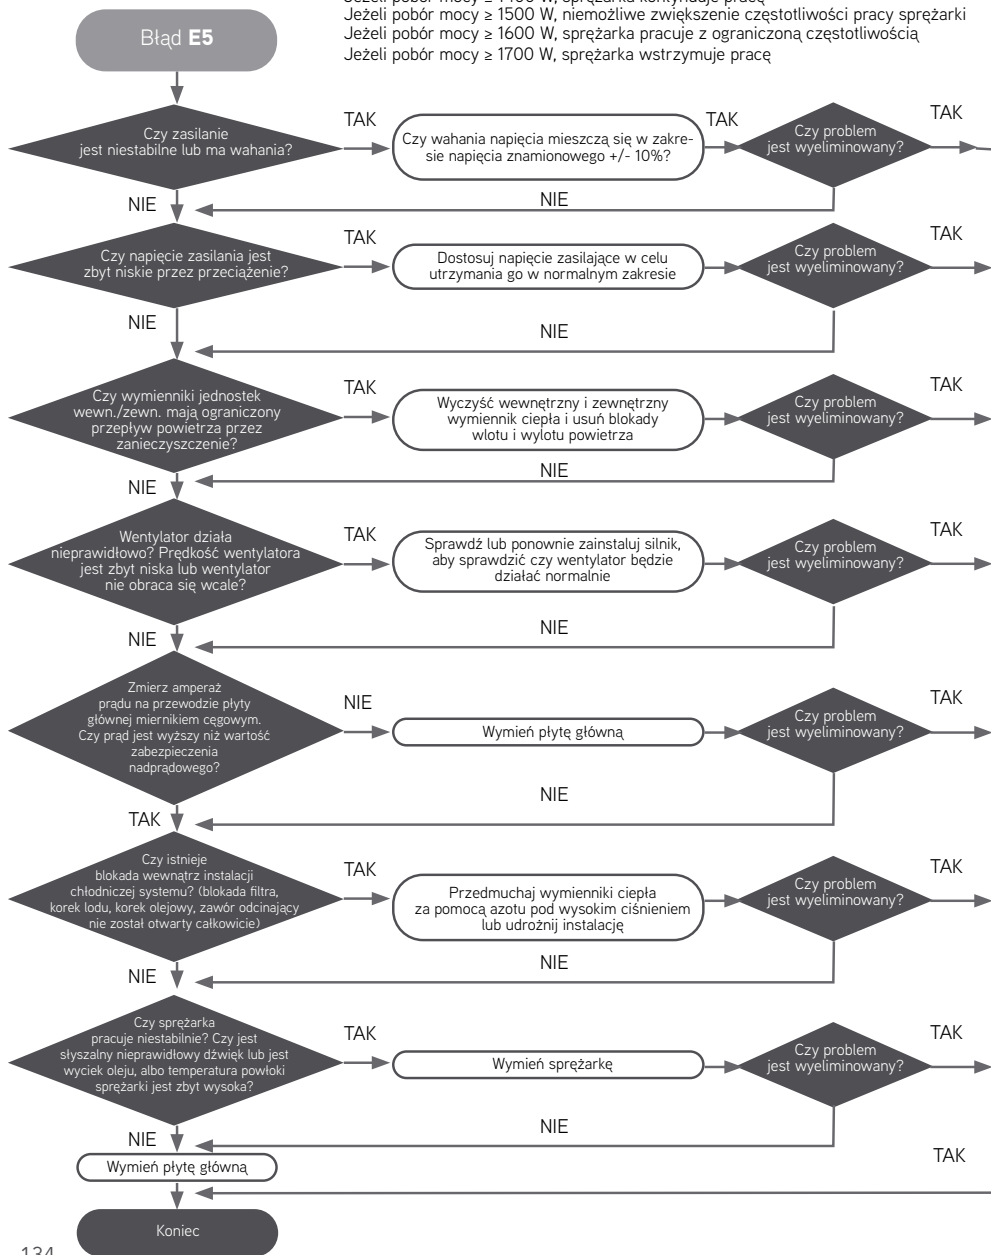 Jeżeli pobór mocy ≥ 1500 W, niemożliwe zwiększenie częstotliwości pracy sprężarki
Jeżeli pobór mocy ≥ 1600 W, sprężarka pracuje z ograniczoną częstotliwością
Jeżeli pobór mocy ≥ 1700 W, sprężarka wstrzymuje pracę
Błąd E5
Czy zasilanie
jest niestabilne lub ma wahania?
TAK
Czy wahania napięcia mieszczą się w zakre-
sie napięcia znamionowego +/- 10%?
TAK
Czy problem
jest wyeliminowany?
TAK
NIE
NIE
Czy napięcie zasilania jest
zbyt niskie przez przeciążenie?
TAK
Dostosuj napięcie zasilające w celu
utrzymania go w normalnym zakresie
Czy problem
jest wyeliminowany?
TAK
NIE
NIE
Czy wymienniki jednostek
wewn./zewn. mają ograniczony
przepływ powietrza przez
zanieczyszczenie?
TAK
Wyczyść wewnętrzny i zewnętrzny
wymiennik ciepła i usuń blokady
wlotu i wylotu powietrza
Czy problem
jest wyeliminowany?
TAK
NIE
NIE
Wentylator działa
nieprawidłowo? Prędkość wentylatora
jest zbyt niska lub wentylator
nie obraca się wcale?
TAK
Sprawdź lub ponownie zainstaluj silnik,
aby sprawdzić czy wentylator będzie
działać normalnie
Czy problem
jest wyeliminowany?
TAK
NIE
NIE
Zmierz amperaż
prądu na przewodzie płyty
głównej miernikiem cęgowym.
Czy prąd jest wyższy niż wartość
zabezpieczenia
nadprądowego?
NIE
Wymień płytę główną
Czy problem
jest wyeliminowany?
TAK
NIE
TAK
Czy istnieje
blokada wewnątrz instalacji
chłodniczej systemu? (blokada filtra,
korek lodu, korek olejowy, zawór odcinający
nie został otwarty całkowicie)
TAK
Przedmuchaj wymienniki ciepła
za pomocą azotu pod wysokim ciśnieniem
lub udrożnij instalację
Czy problem
jest wyeliminowany?
TAK
NIE
NIE
Czy sprężarka
pracuje niestabilnie? Czy jest
słyszalny nieprawidłowy dźwięk lub jest
wyciek oleju, albo temperatura powłoki
sprężarki jest zbyt wysoka?
TAK
Wymień sprężarkę
Czy problem
jest wyeliminowany?
TAK
NIE
NIE
Wymień płytę główną
TAK
Koniec
134